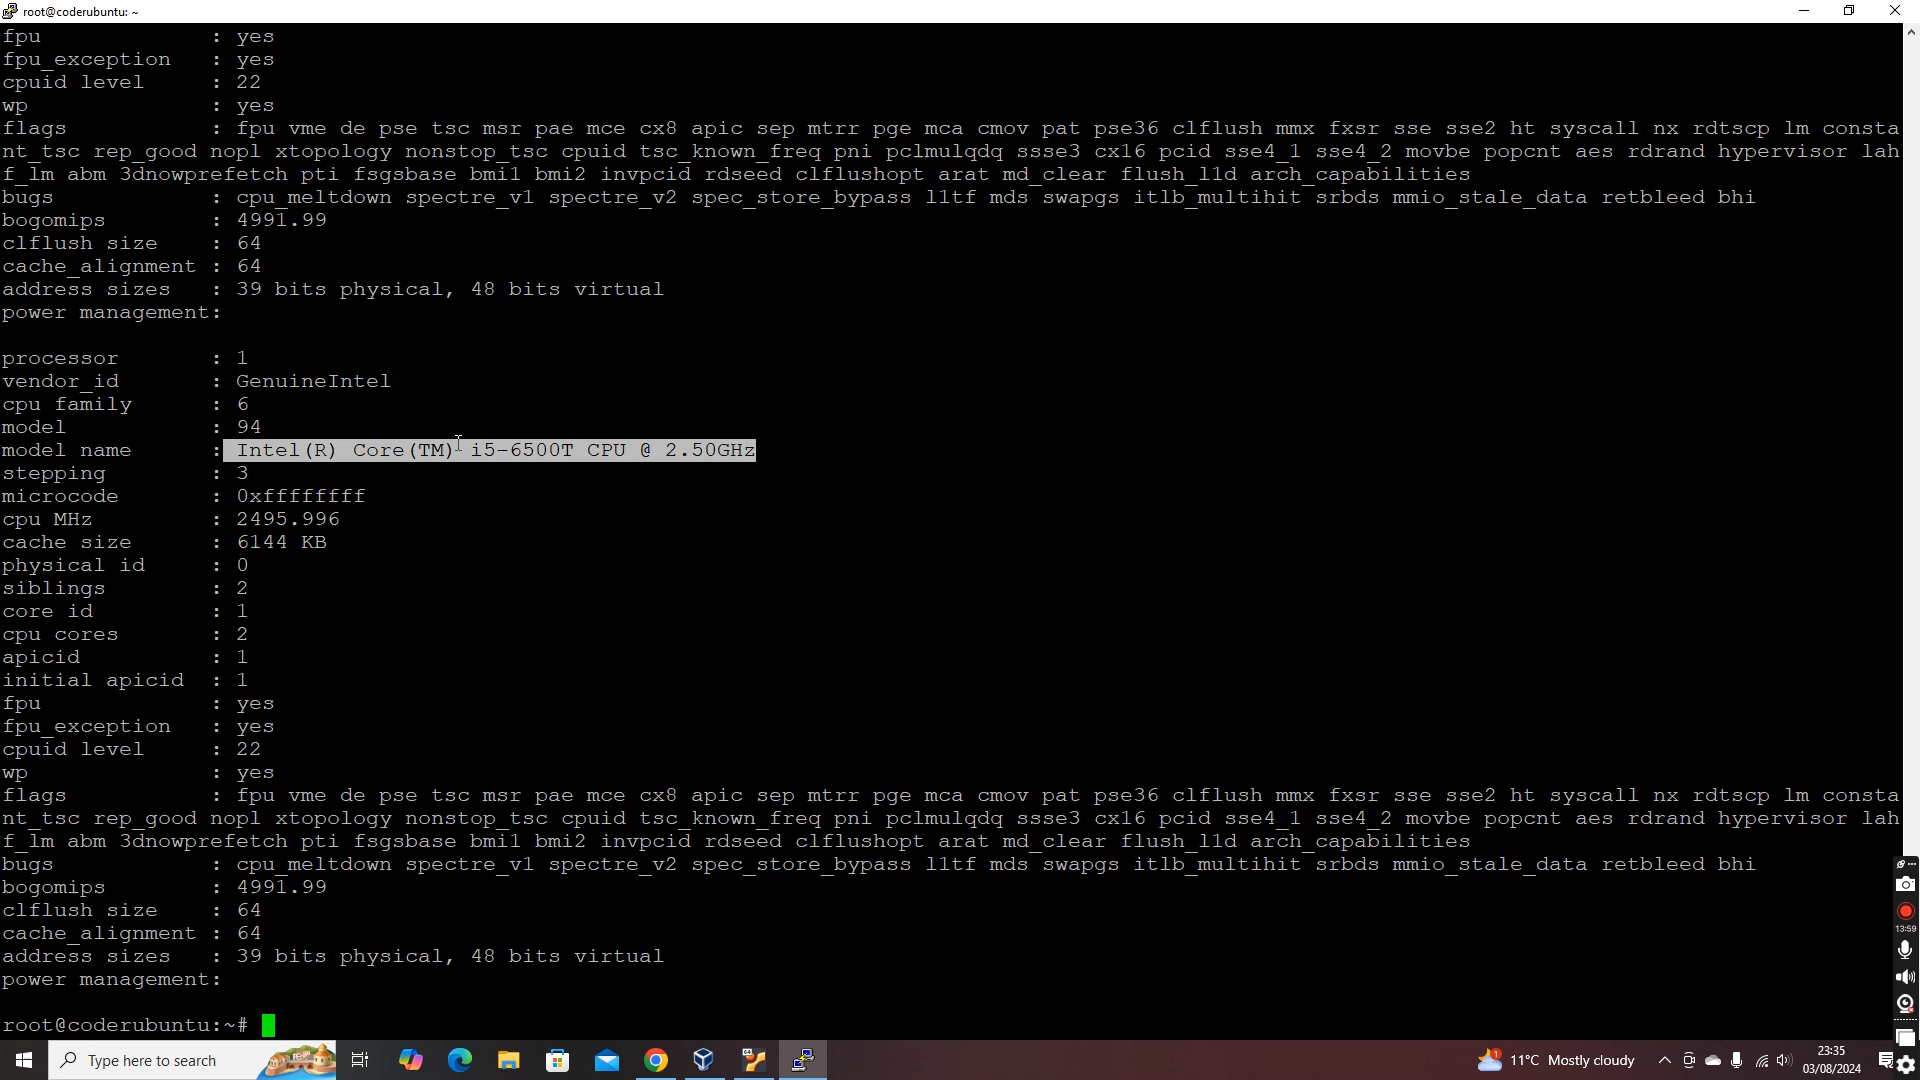 root@coderubuntu: ~
fpu : yes
fpu_exception : yes
cpuid level : 22
wp : yes
flags : fpu vme de pse tsc msr pae mce cx8 apic sep mtrr pge mca cmov pat pse36 clflush mmx fxsr sse sse2 ht syscall nx rdtscp lm consta
nt_tsc rep_good nopl xtopology nonstop_tsc cpuid tsc_known_freq pni pclmulqdq ssse3 cx16 pcid sse4_1 sse4_2 movbe popcnt aes rdrand hypervisor lah
f_lm abm 3dnowprefetch pti fsgsbase bmi1 bmi2 invpcid rdseed clflushopt arat md_clear flush_l1d arch_capabilities
bugs : cpu_meltdown spectre_v1 spectre_v2 spec_store_bypass l1tf mds swapgs itlb_multihit srbds mmio_stale_data retbleed bhi
bogomips : 4991.99
clflush size : 64
cache_alignment : 64
address sizes : 39 bits physical, 48 bits virtual
power management:
processor : 1
vendor_id : GenuineIntel
cpu family : 6
model : 94
model name : Intel(R) Core(TM) i5-6500T CPU @ 2.50GHz
stepping : 3
microcode : 0xffffffff
cpu MHz : 2495.996
cache size : 6144 KB
physical id : 0
siblings : 2
core id : 1
cpu cores : 2
apicid : 1
initial apicid : 1
fpu : yes
fpu_exception : yes
cpuid level : 22
wp : yes
flags : fpu vme de pse tsc msr pae mce cx8 apic sep mtrr pge mca cmov pat pse36 clflush mmx fxsr sse sse2 ht syscall nx rdtscp lm consta
nt_tsc rep_good nopl xtopology nonstop_tsc cpuid tsc_known_freq pni pclmulqdq ssse3 cx16 pcid sse4_1 sse4_2 movbe popcnt aes rdrand hypervisor lah
f_lm abm 3dnowprefetch pti fsgsbase bmi1 bmi2 invpcid rdseed clflushopt arat md_clear flush_l1d arch_capabilities
bugs : cpu_meltdown spectre_v1 spectre_v2 spec_store_bypass l1tf mds swapgs itlb_multihit srbds mmio_stale_data retbleed bhi
bogomips : 4991.99
clflush size : 64
cache_alignment : 64
address sizes : 39 bits physical, 48 bits virtual
power management:
root@coderubuntu:~#
13:59
Type here to search
11°C Mostly cloudy
23:35
03/08/2024